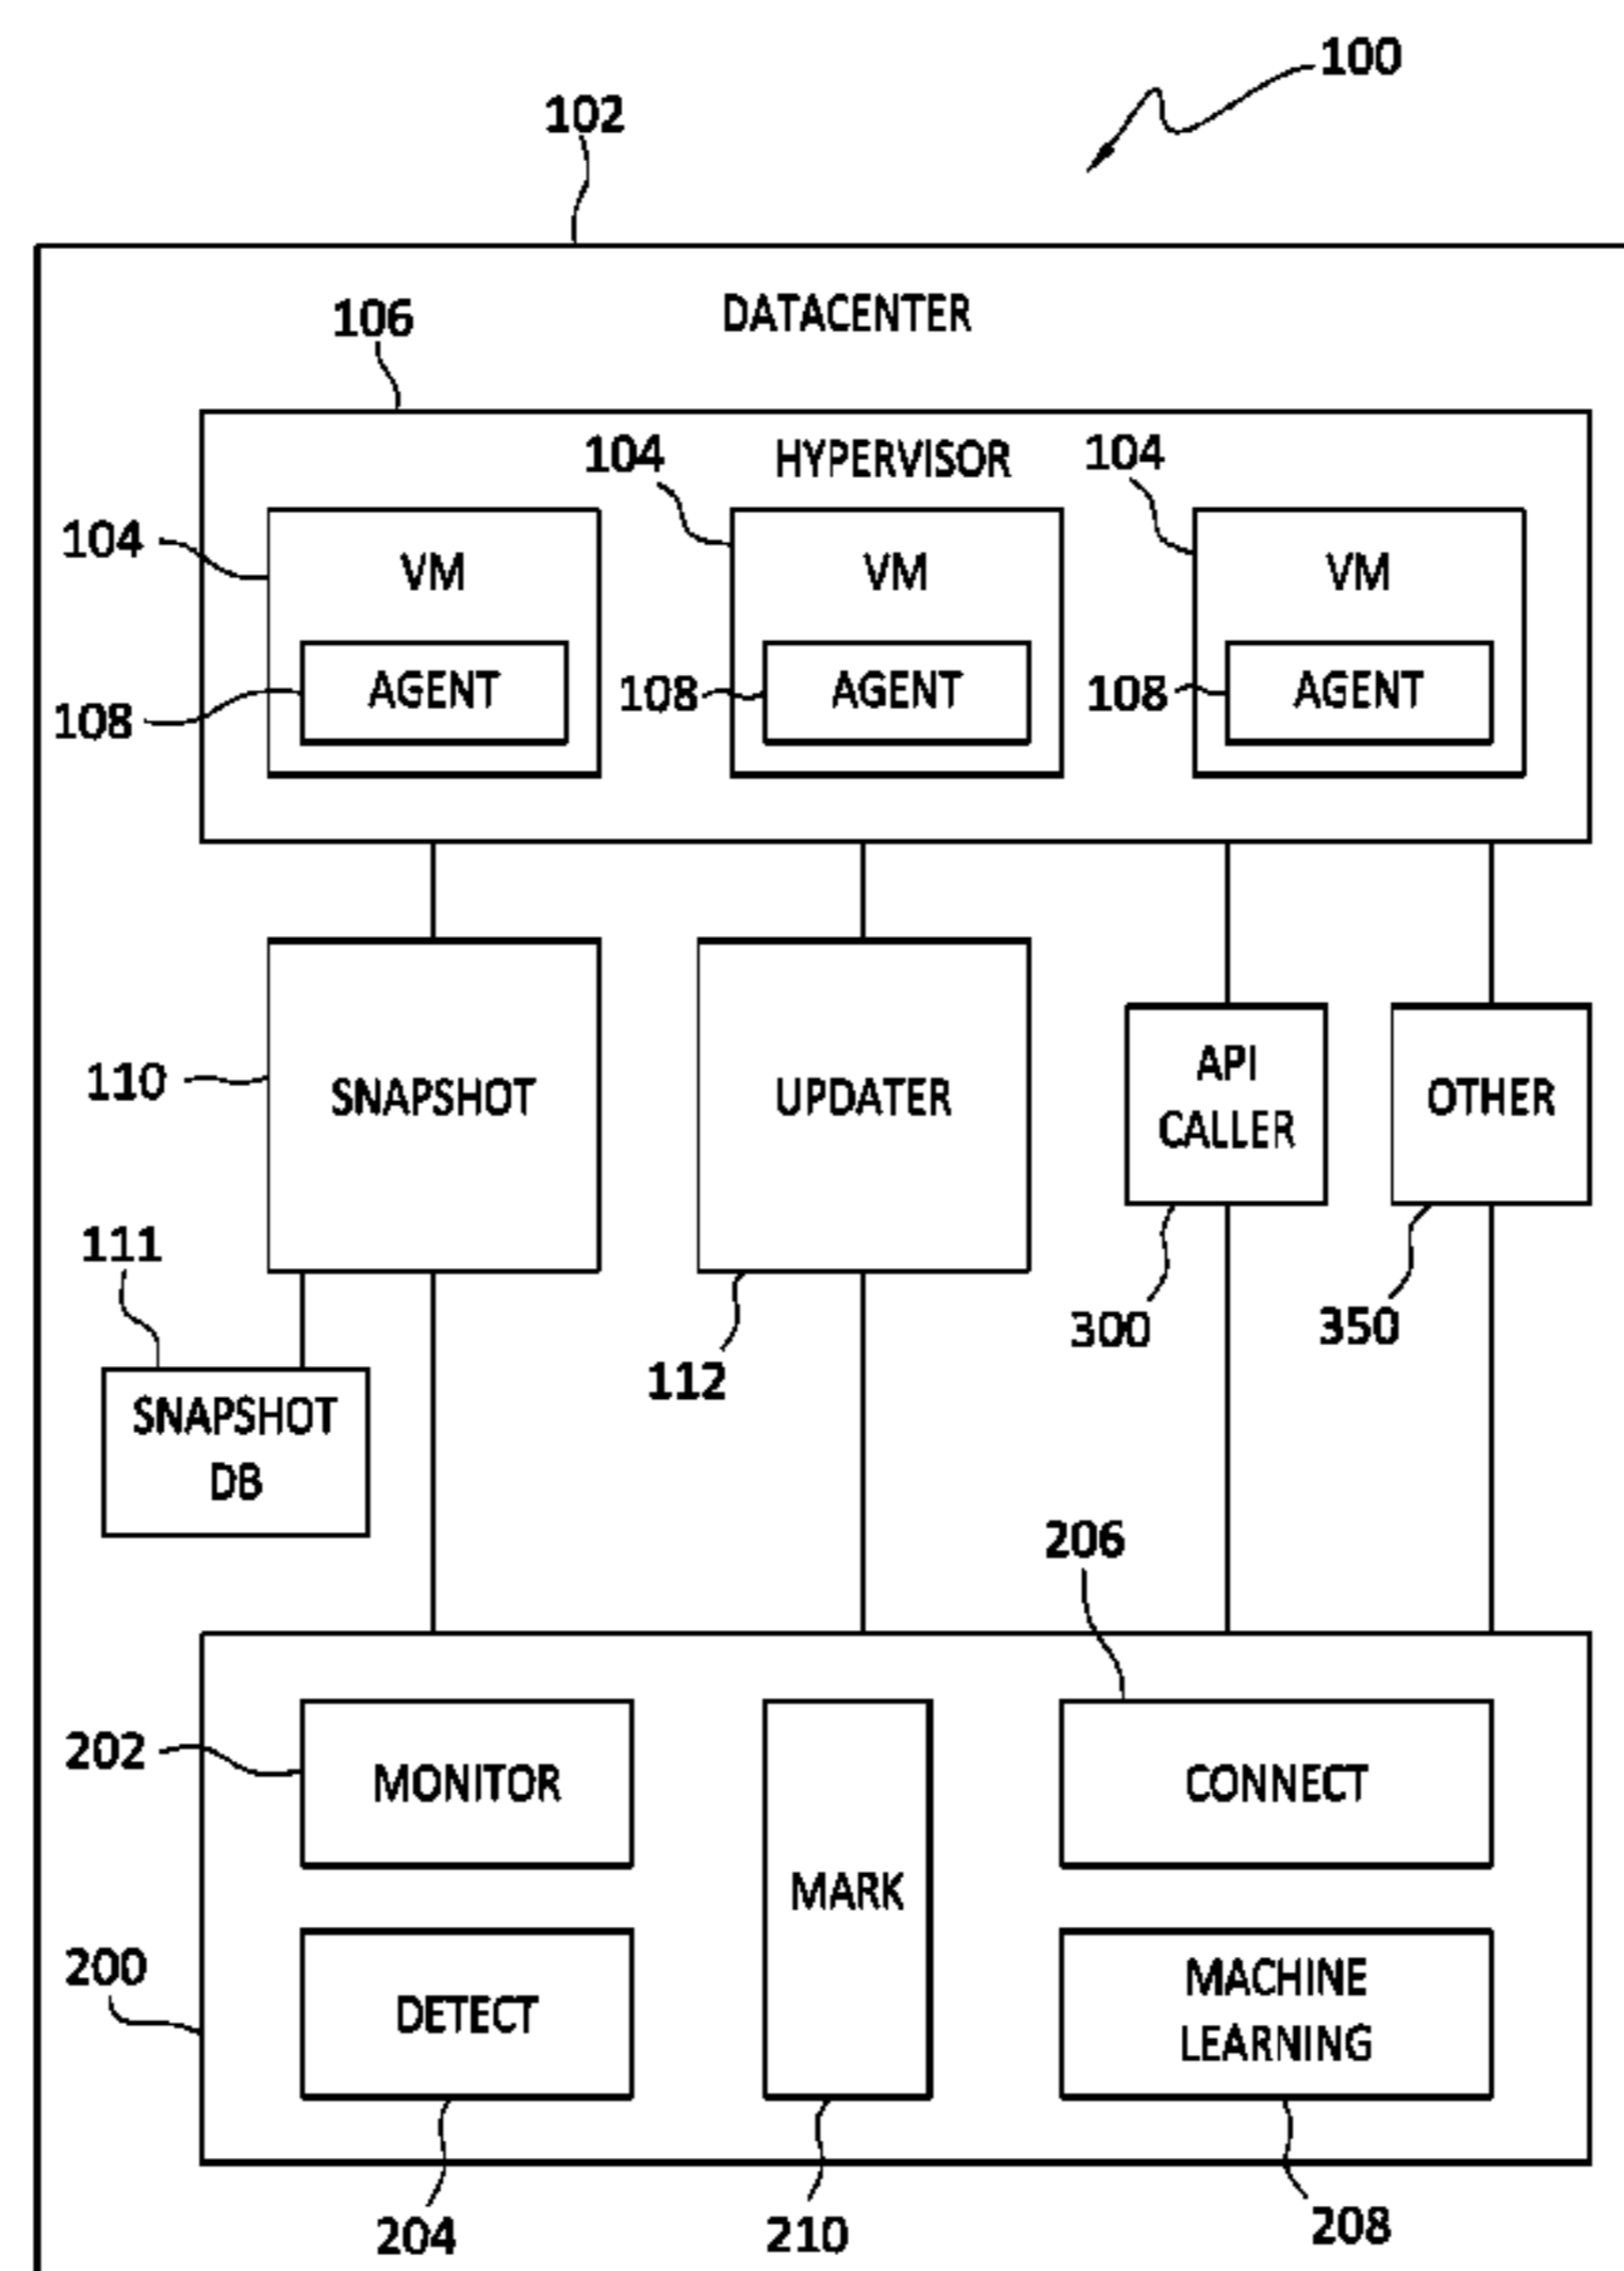 100
102
DATACENTER
106
HYPERVISOR
104
104
104
VM
VM
VM
AGENT
AGENT
AGENT
108
108
108
110
SNAPSHOT
UPDATER
API
CALLER
OTHER
111
300
350
112
SNAPSHOT
DB
206
202
MONITOR
MARK
CONNECT
200
DETECT
MACHINE
LEARNING
204
210
208